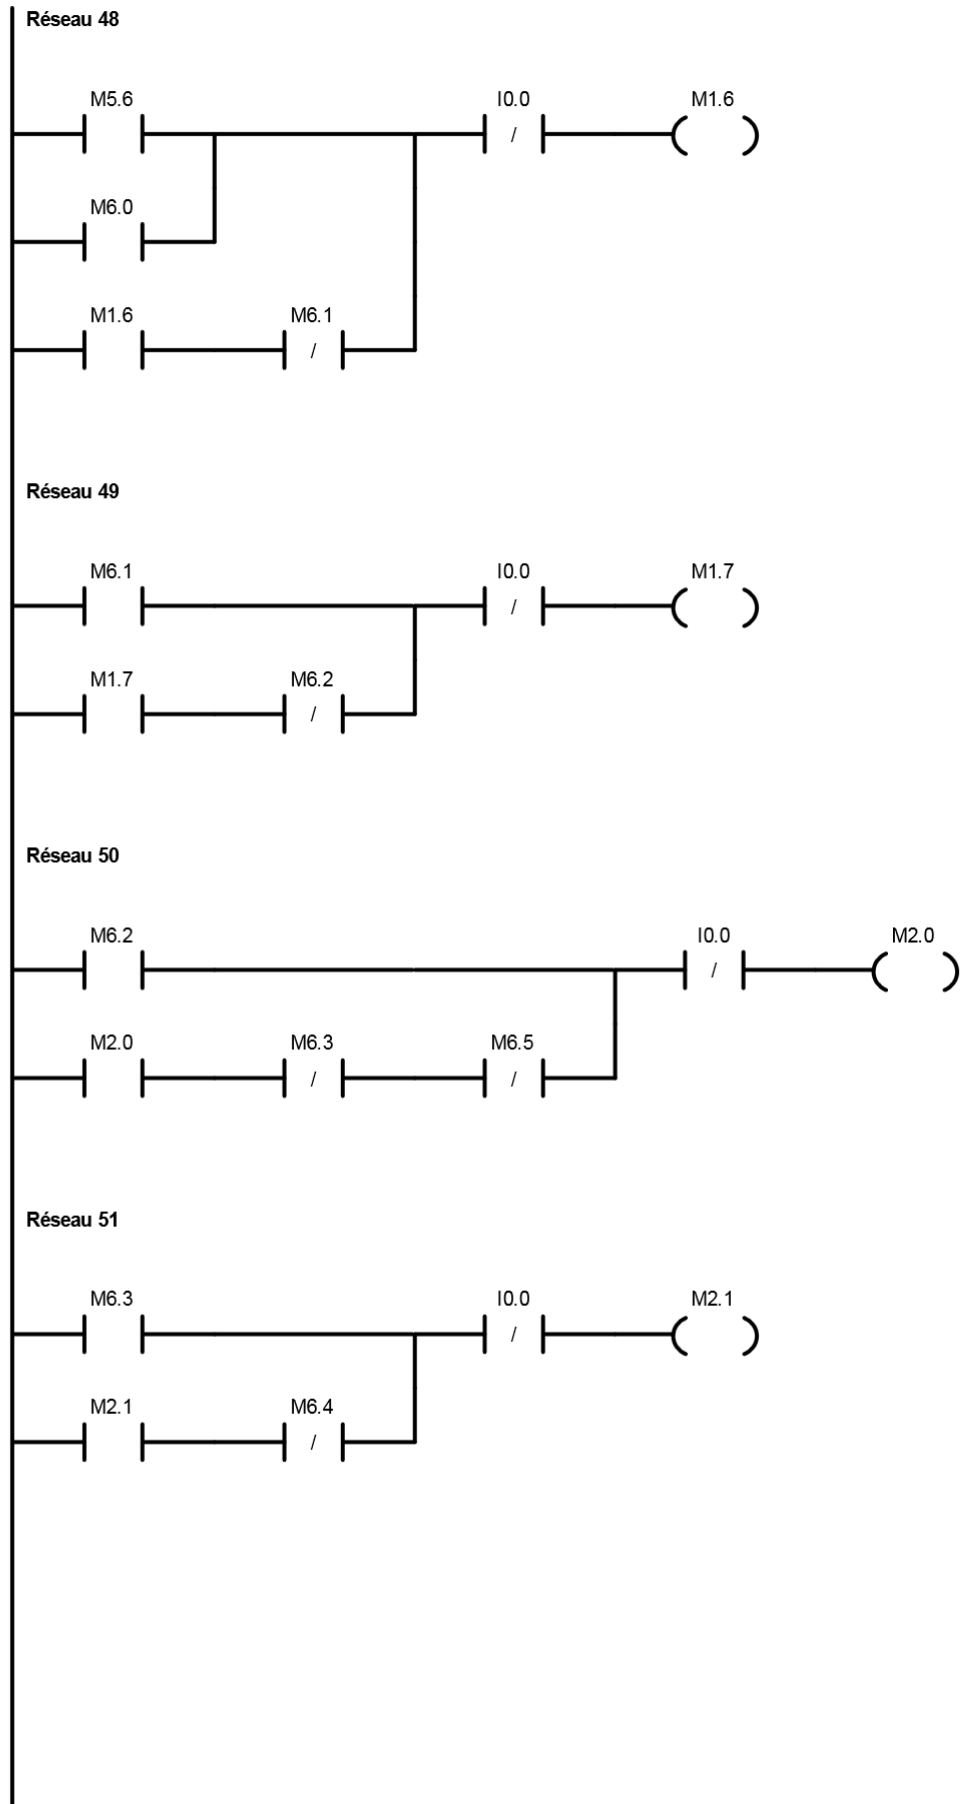 Réseau 48
M5.6 I0.0 M1.6
/
M6.0
M1.6 M6.1
/
Réseau 49
M6.1 I0.0 M1.7
/
M1.7 M6.2
/
Réseau 50
M6.2 I0.0 M2.0
/
M2.0 M6.3 M6.5
/ /
Réseau 51
M6.3 I0.0 M2.1
/
M2.1 M6.4
/